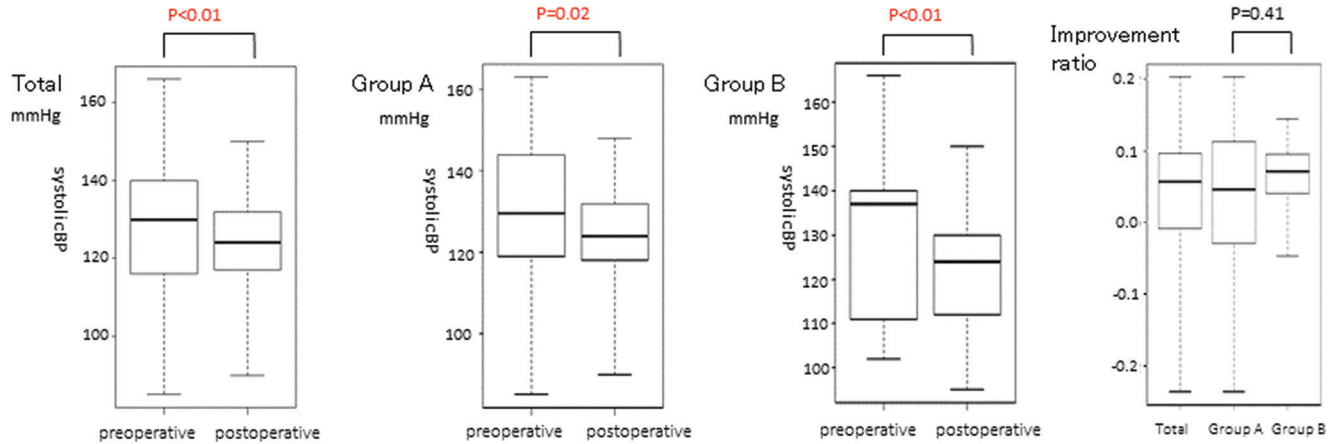 P<0.01
Total
mmHg
systolicBP
160
140
120
100
preoperative postoperative
P=0.02
Group A
mmHg
systolicBP
160
140
120
100
preoperative postoperative
P<0.01
Group B
mmHg
systolicBP
160
150
140
130
120
110
100
preoperative postoperative
P=0.41
Improvement
ratio
0.2
0.1
0.0
-0.1
-0.2
Total Group A Group B